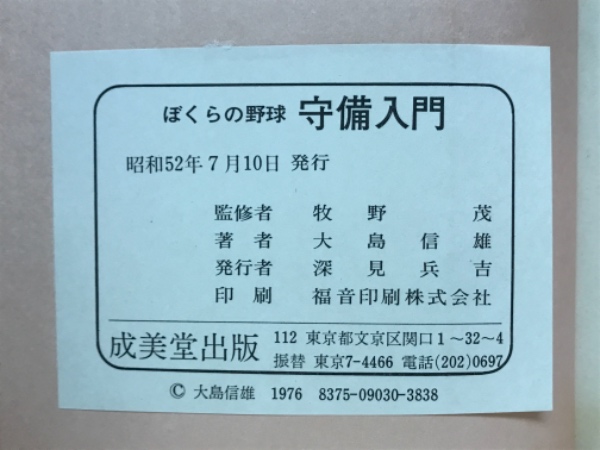 ぼくらの野球 守備入門
昭和52年7月10日 発行
監修者 牧野 茂
著者 大島信雄
発行者 深見兵吉
印刷 福音印刷株式会社
成美堂出版
112 東京都文京区関口1〜32〜4
振替 東京7-4466 電話(202)0697
© 大島信雄 1976 8375-09030-3838